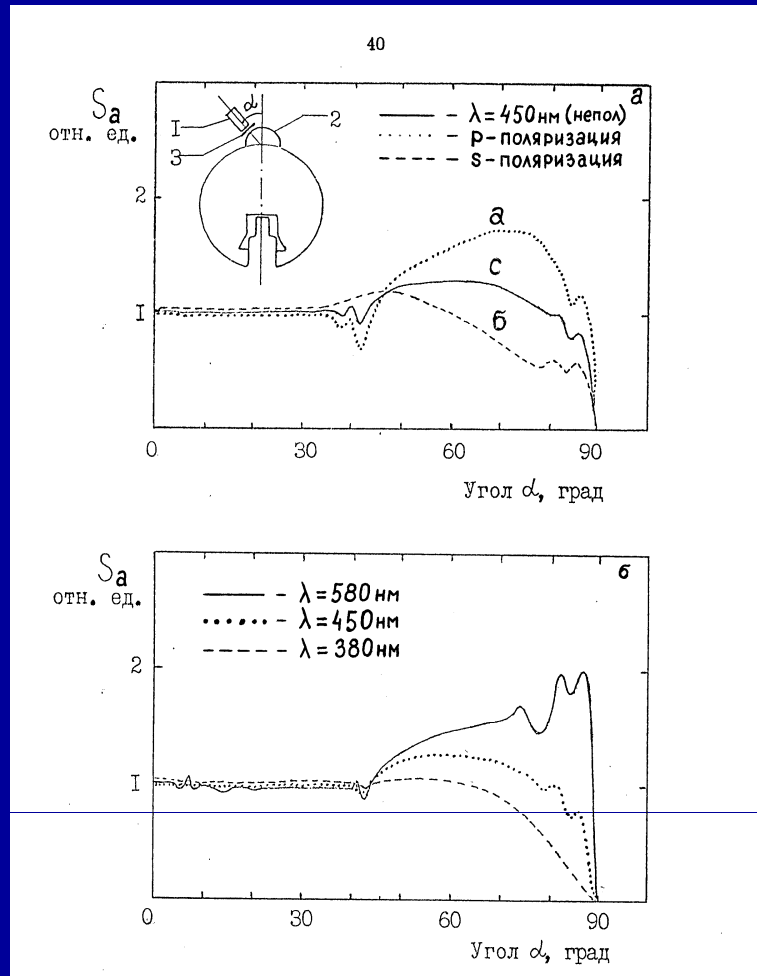 40
Sa
отн. ед.
а
I
α
2
3
— λ=450нм (непол)
— р-поляризация
— s-поляризация
2
а
с
I
б
0
30
60
90
Угол α, град
Sa
отн. ед.
б
— λ=580нм
— λ=450нм
— λ=380нм
2
I
0
30
60
90
Угол α, град